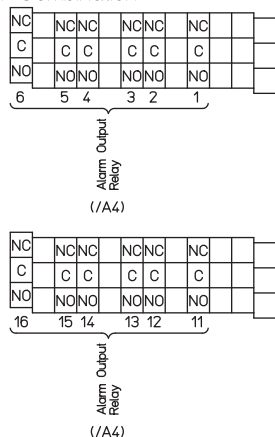 NC NC NC NC NC NC
C C C C C C
NO NO NO NO NO NO
6 5 4 3 2 1
Alarm Output
Relay
(/A4)
NC NC NC NC NC NC
C C C C C C
NO NO NO NO NO NO
16 15 14 13 12 11
Alarm Output
Relay
(/A4)